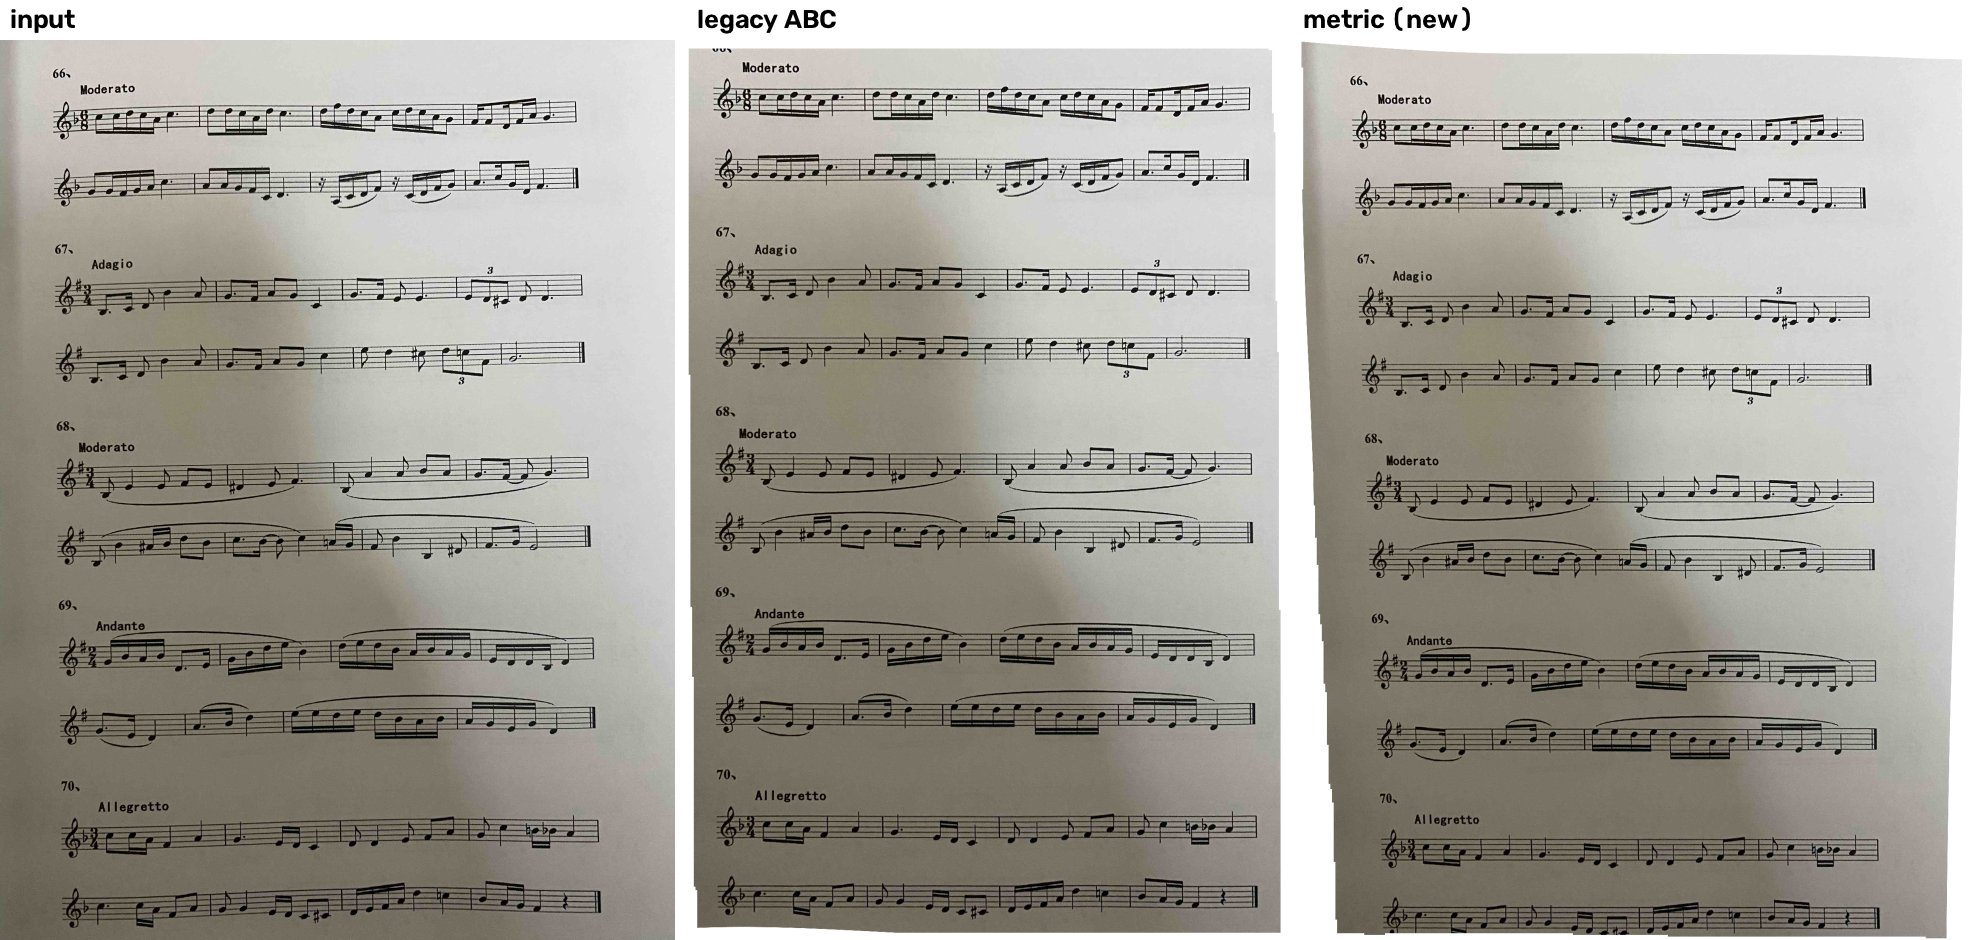 input
66、
Moderato
67、
Adagio
3
3
68、
Moderato
69、
Andante
70、
Allegretto
legacy ABC
Moderato
67、
Adagio
3
3
68、
Moderato
69、
Andante
70、
Allegretto
metric (new)
66、
Moderato
67、
Adagio
3
3
68、
Moderato
69、
Andante
70、
Allegretto